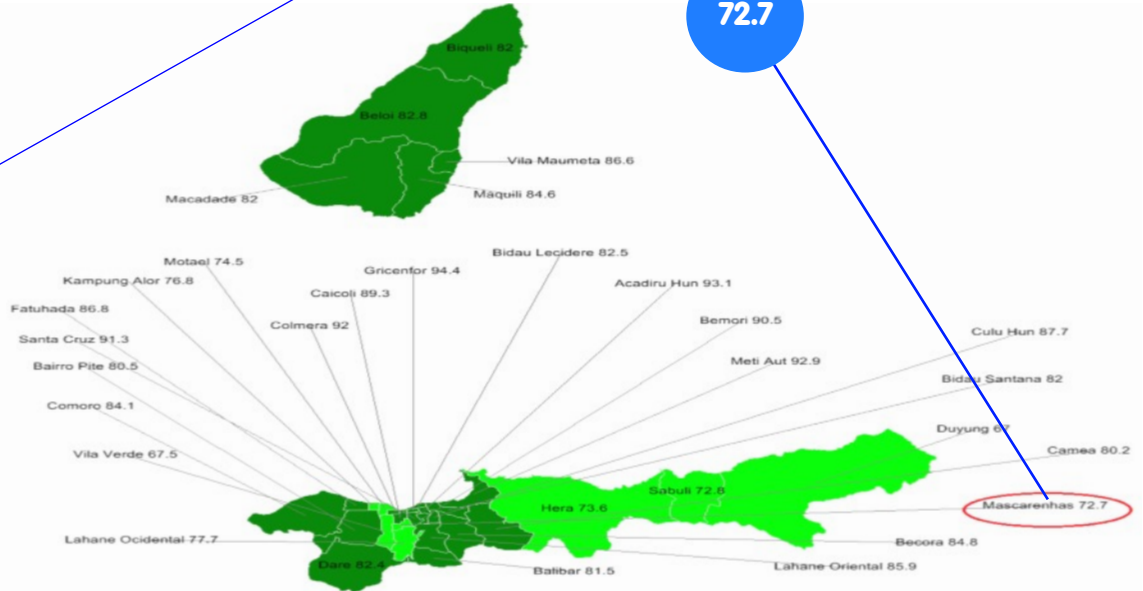 72.7
Biqueli 82
Beloi 82.8
Vila Maumeta 86.6
Macadade 82
Maquili 84.6
Bidau Lecidere 82.5
Motael 74.5
Gricenfor 94.4
Kampung Alor 76.8
Acadiru Hun 93.1
Caicoli 89.3
Fatuhada 86.8
Bemori 90.5
Colmera 92
Culu Hun 87.7
Santa Cruz 91.3
Meti Aut 92.9
Bairro Pite 80.5
Bidau Santana 82
Comoro 84.1
Duyung 67
Camea 80.2
Vila Verde 67.5
Sabuli 72.8
Mascarenhas 72.7
Hera 73.6
Lahane Ocidental 77.7
Becora 84.8
Dare 82.4
Balibar 81.5
Lahane Oriental 85.9